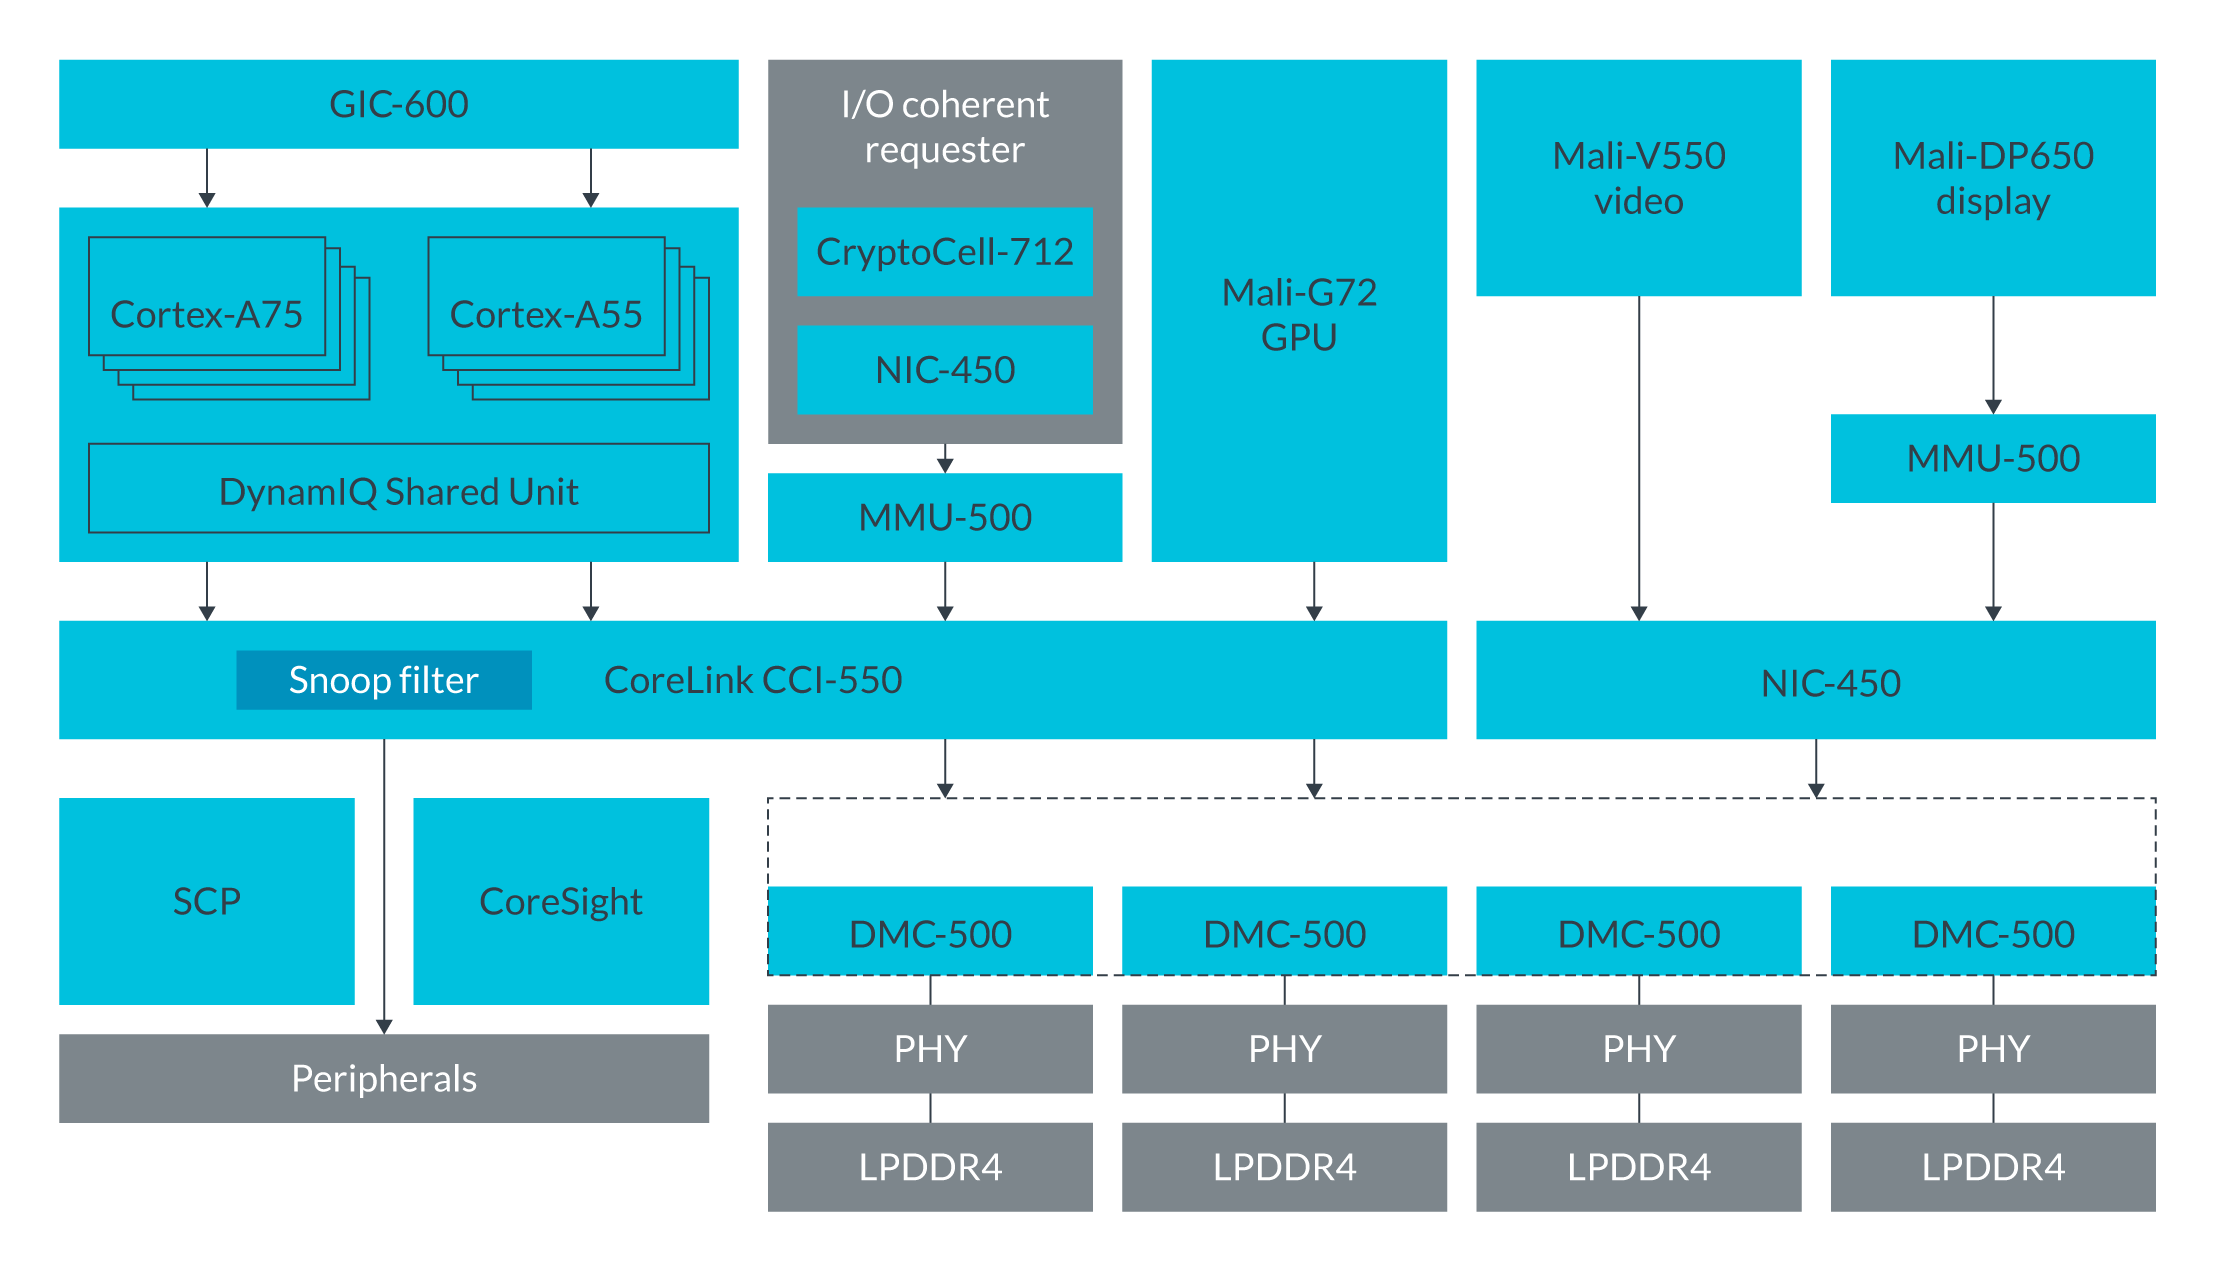 GIC-600
I/O coherent
requester
CryptoCell-712
NIC-450
Mali-G72
GPU
Mali-V550
video
Mali-DP650
display
Cortex-A75
Cortex-A55
DynamIQ Shared Unit
MMU-500
MMU-500
Snoop filter
CoreLink CCI-550
NIC-450
SCP
CoreSight
Peripherals
DMC-500
DMC-500
DMC-500
DMC-500
PHY
PHY
PHY
PHY
LPDDR4
LPDDR4
LPDDR4
LPDDR4